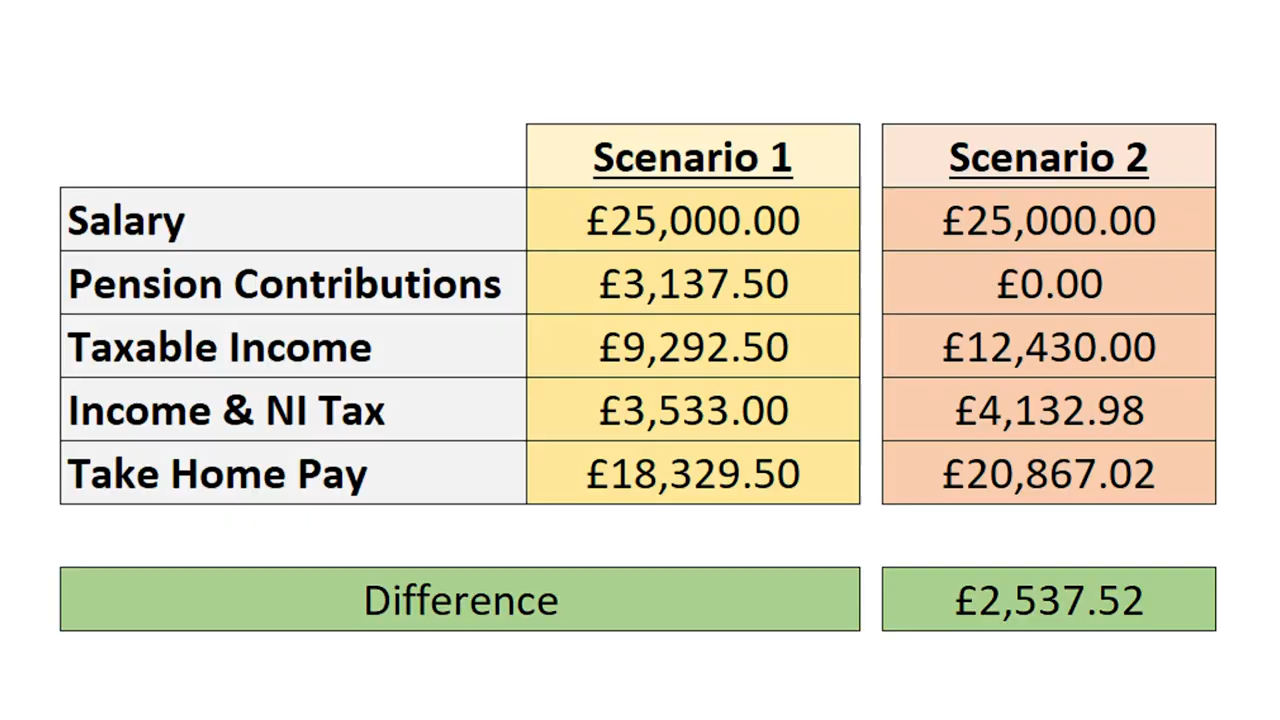 Scenario 1 Scenario 2
Salary £25,000.00 £25,000.00
Pension Contributions £3,137.50 £0.00
Taxable Income £9,292.50 £12,430.00
Income & NI Tax £3,533.00 £4,132.98
Take Home Pay £18,329.50 £20,867.02
Difference £2,537.52